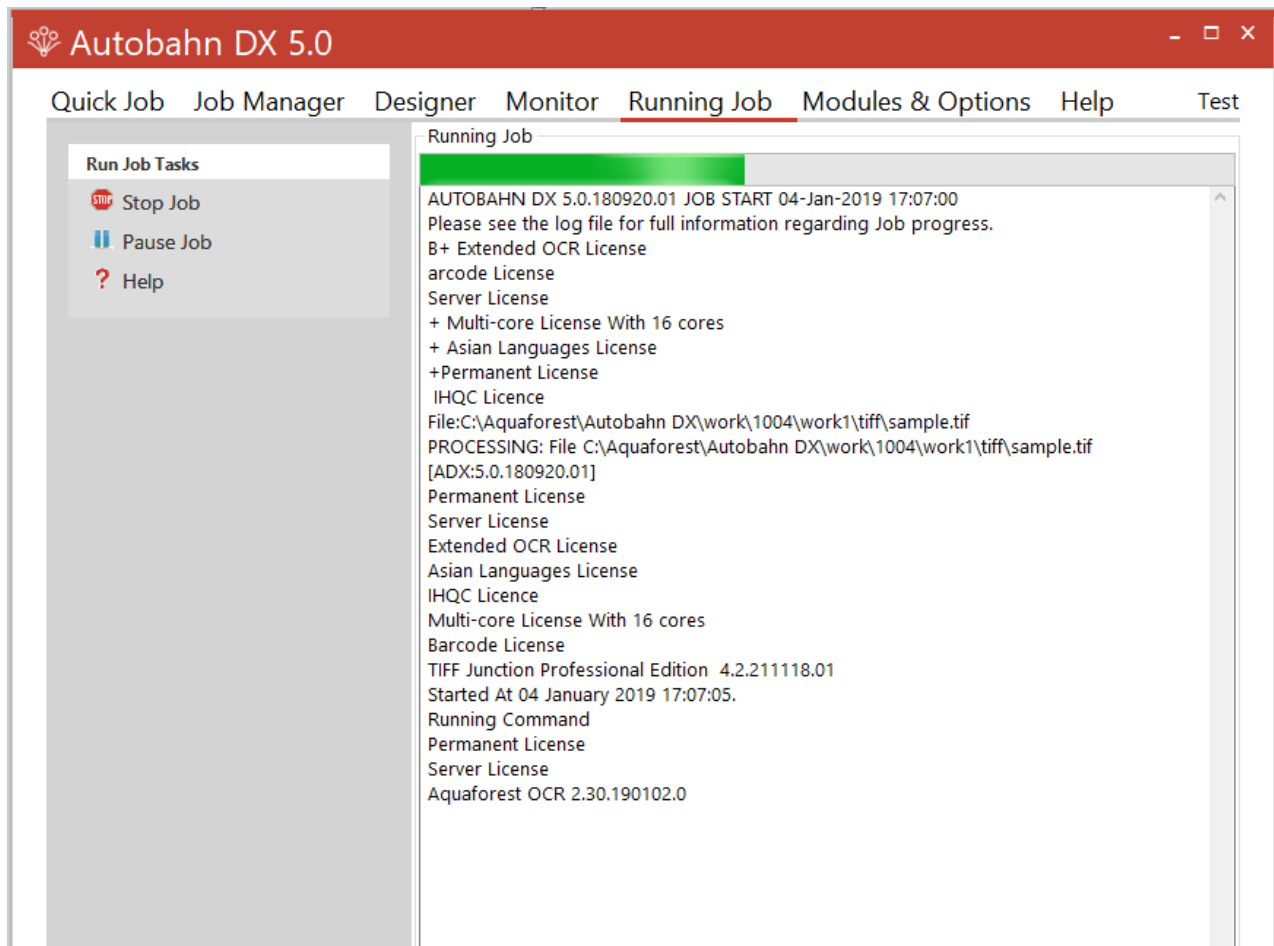 Autobahn DX 5.0
Quick Job Job Manager Designer Monitor Running Job Modules & Options Help Test
Run Job Tasks
STOP Stop Job
Pause Job
? Help
Running Job
AUTOBAHN DX 5.0.180920.01 JOB START 04-Jan-2019 17:07:00
Please see the log file for full information regarding Job progress.
B+ Extended OCR License
arcode License
Server License
+ Multi-core License With 16 cores
+ Asian Languages License
+Permanent License
IHQC Licence
File:C:\Aquaforest\Autobahn DX\work\1004\work1\tiff\sample.tif
PROCESSING: File C:\Aquaforest\Autobahn DX\work\1004\work1\tiff\sample.tif
[ADX:5.0.180920.01]
Permanent License
Server License
Extended OCR License
Asian Languages License
IHQC Licence
Multi-core License With 16 cores
Barcode License
TIFF Junction Professional Edition  4.2.211118.01
Started At 04 January 2019 17:07:05.
Running Command
Permanent License
Server License
Aquaforest OCR 2.30.190102.0